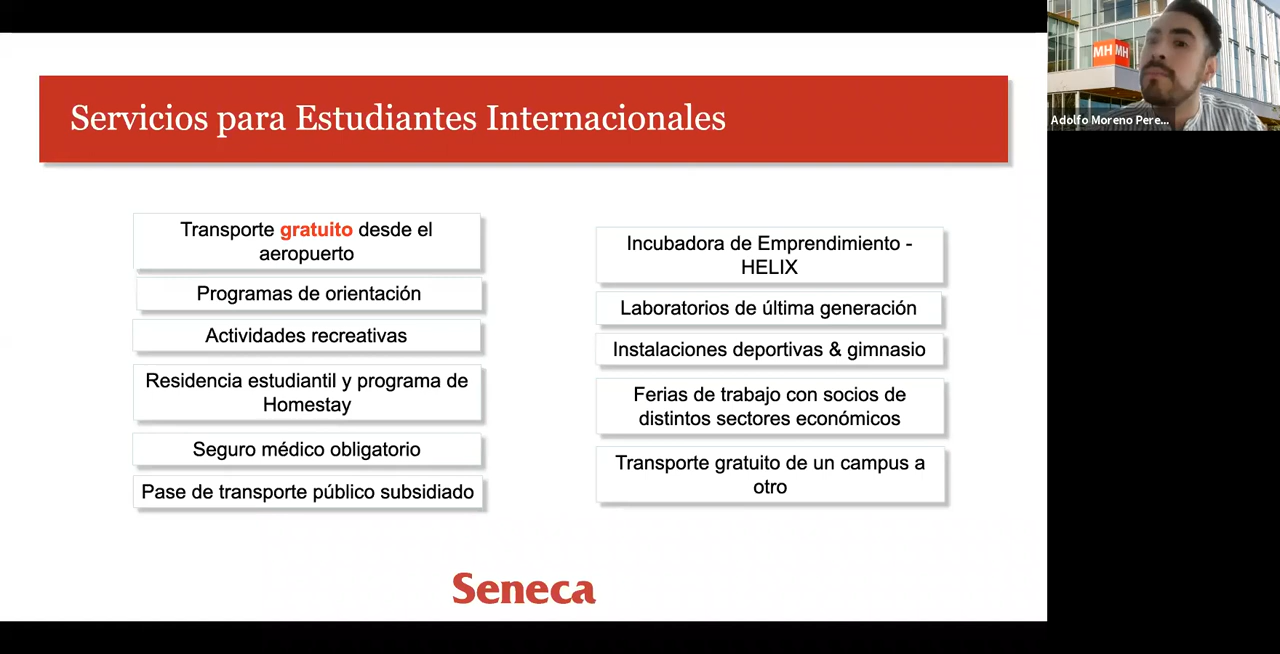 Servicios para Estudiantes Internacionales
Transporte gratuito desde el
aeropuerto
Programas de orientación
Actividades recreativas
Residencia estudiantil y programa de
Homestay
Seguro médico obligatorio
Pase de transporte público subsidiado
Incubadora de Emprendimiento -
HELIX
Laboratorios de última generación
Instalaciones deportivas & gimnasio
Ferias de trabajo con socios de
distintos sectores económicos
Transporte gratuito de un campus a
otro
Seneca
MH MH
Adolfo Moreno Pere...